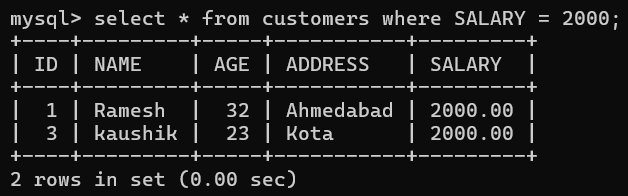 mysql> select * from customers where SALARY = 2000;
+----+---------+-----+-----------+---------+
| ID | NAME    | AGE | ADDRESS   | SALARY  |
+----+---------+-----+-----------+---------+
|  1 | Ramesh  |  32 | Ahmedabad | 2000.00 |
|  3 | kaushik |  23 | Kota      | 2000.00 |
+----+---------+-----+-----------+---------+
2 rows in set (0.00 sec)